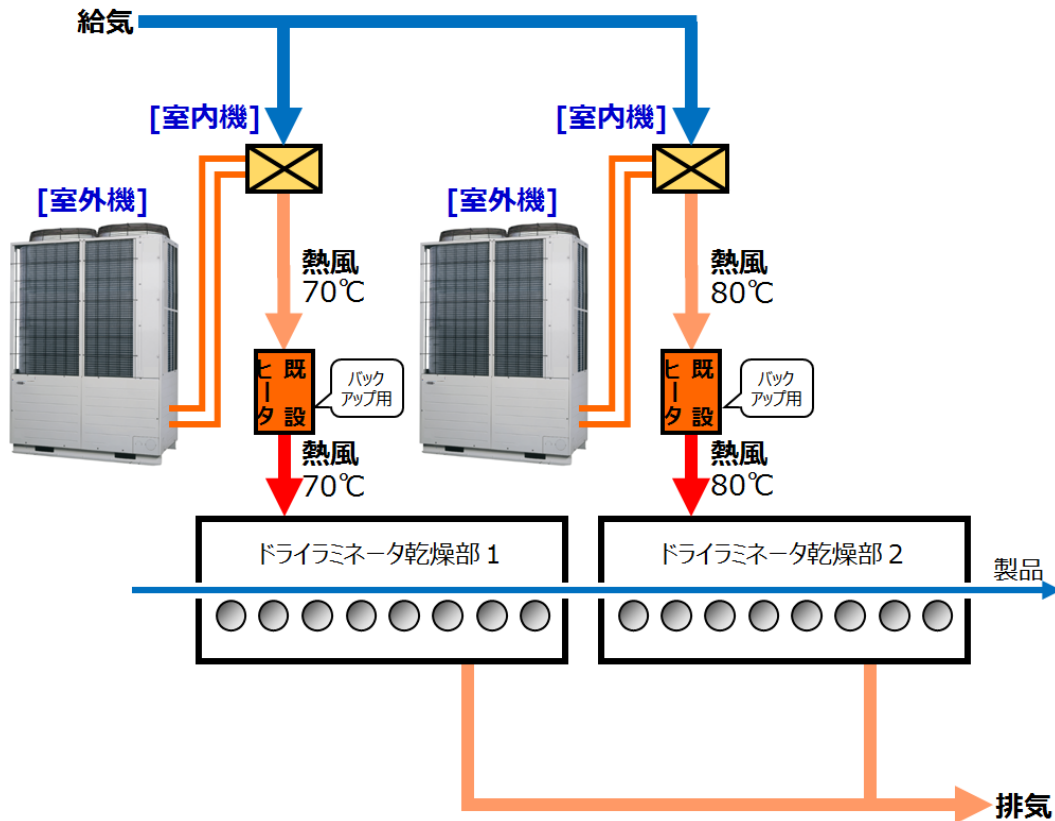 給気
[室内機]
[室内機]
[室外機]
[室外機]
熱風
70℃
熱風
80℃
既設
ヒータ
バック
アップ用
既設
ヒータ
バック
アップ用
熱風
70℃
熱風
80℃
ドライラミネータ乾燥部1
ドライラミネータ乾燥部2
製品
排気